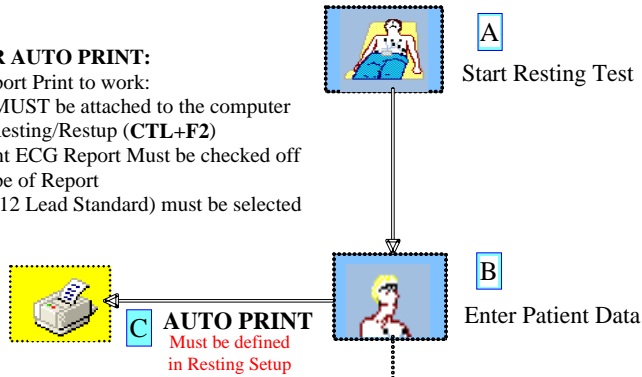 R AUTO PRINT:
port Print to work:
MUST be attached to the computer
esting/Restup (CTL+F2)
nt ECG Report Must be checked off
pe of Report
12 Lead Standard) must be selected
A
Start Resting Test
B
Enter Patient Data
C AUTO PRINT
Must be defined
in Resting Setup